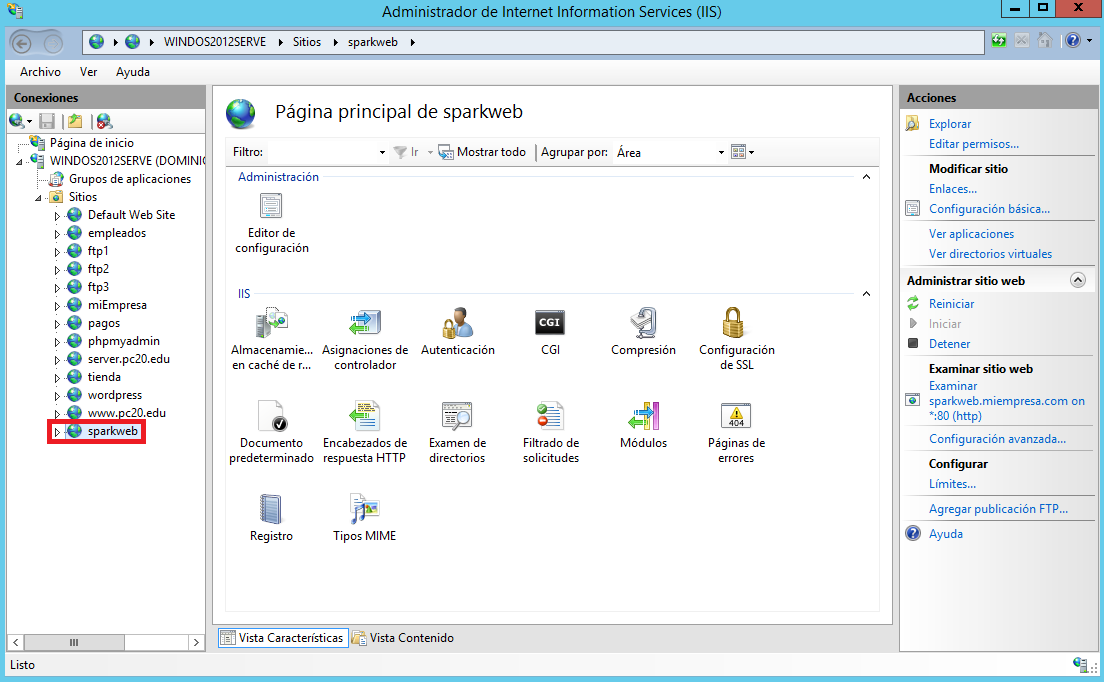 Administrador de Internet Information Services (IIS)
WINDOS2012SERVE
Sitios
sparkweb
Archivo Ver Ayuda
Conexiones
Página de inicio
WINDOS2012SERVE (DOMINIC
Grupos de aplicaciones
Sitios
Default Web Site
empleados
ftp1
ftp2
ftp3
miEmpresa
pagos
phpmyadmin
server.pc20.edu
tienda
wordpress
www.pc20.edu
sparkweb
Página principal de sparkweb
Filtro: Ir Mostrar todo Agrupar por: Área
Administración
Editor de
configuración
IIS
Almacenamie...
en caché de r...
Asignaciones de
controlador
Autenticación
CGI
CGI
Compresión
Configuración
de SSL
Documento
predeterminado
Encabezados de
respuesta HTTP
Examen de
directorios
Filtrado de
solicitudes
Módulos
404
Páginas de
errores
Registro
Tipos MIME
Vista Características
Vista Contenido
Acciones
Explorar
Editar permisos...
Modificar sitio
Enlaces...
Configuración básica...
Ver aplicaciones
Ver directorios virtuales
Administrar sitio web
Reiniciar
Iniciar
Detener
Examinar sitio web
Examinar
sparkweb.miempresa.com on
*:80 (http)
Configuración avanzada...
Configurar
Límites...
Agregar publicación FTP...
Ayuda
Listo